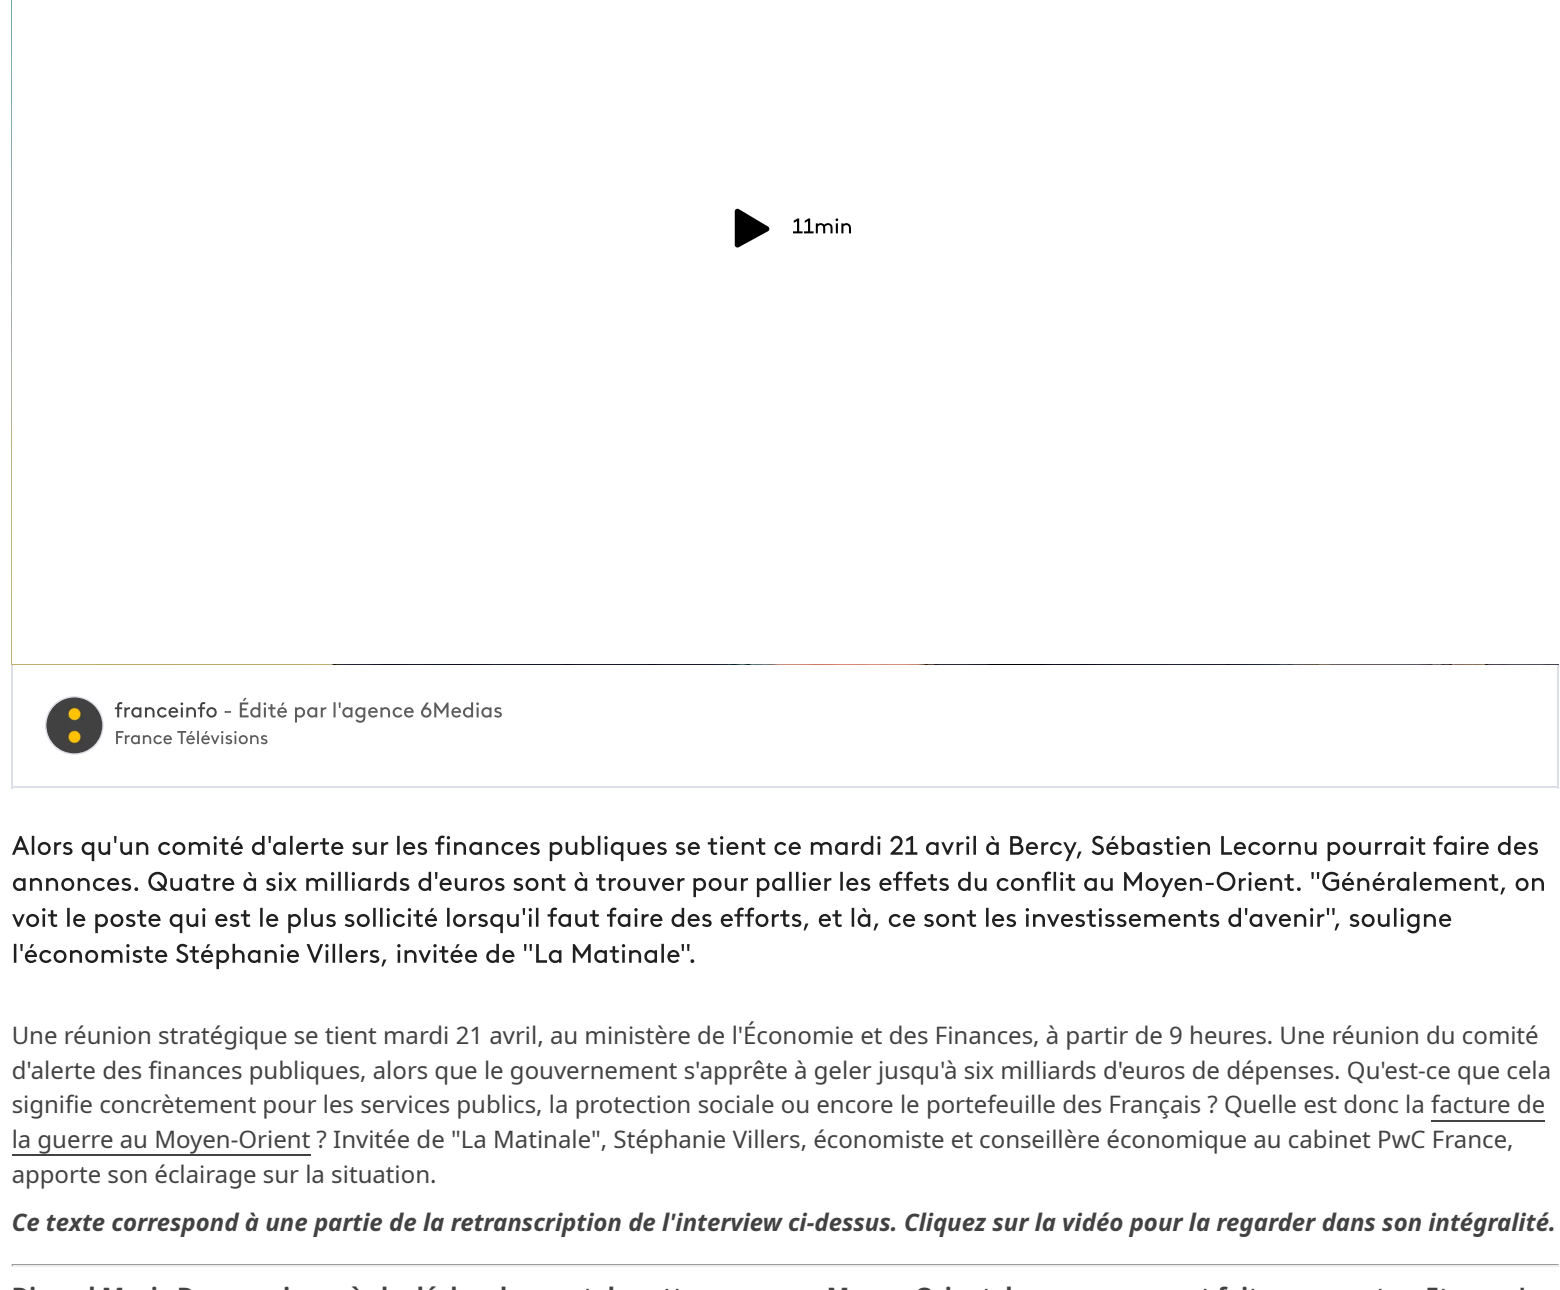 11min
franceinfo - Édité par l'agence 6Medias
France Télévisions
Alors qu'un comité d'alerte sur les finances publiques se tient ce mardi 21 avril à Bercy, Sébastien Lecornu pourrait faire des
annonces. Quatre à six milliards d'euros sont à trouver pour pallier les effets du conflit au Moyen-Orient. "Généralement, on
voit le poste qui est le plus sollicité lorsqu'il faut faire des efforts, et là, ce sont les investissements d'avenir", souligne
l'économiste Stéphanie Villers, invitée de "La Matinale".
Une réunion stratégique se tient mardi 21 avril, au ministère de l'Économie et des Finances, à partir de 9 heures. Une réunion du comité
d'alerte des finances publiques, alors que le gouvernement s'apprête à geler jusqu'à six milliards d'euros de dépenses. Qu'est-ce que cela
signifie concrètement pour les services publics, la protection sociale ou encore le portefeuille des Français ? Quelle est donc la facture de
la guerre au Moyen-Orient ? Invitée de "La Matinale", Stéphanie Villers, économiste et conseillère économique au cabinet PwC France,
apporte son éclairage sur la situation.
Ce texte correspond à une partie de la retranscription de l'interview ci-dessus. Cliquez sur la vidéo pour la regarder dans son intégralité.